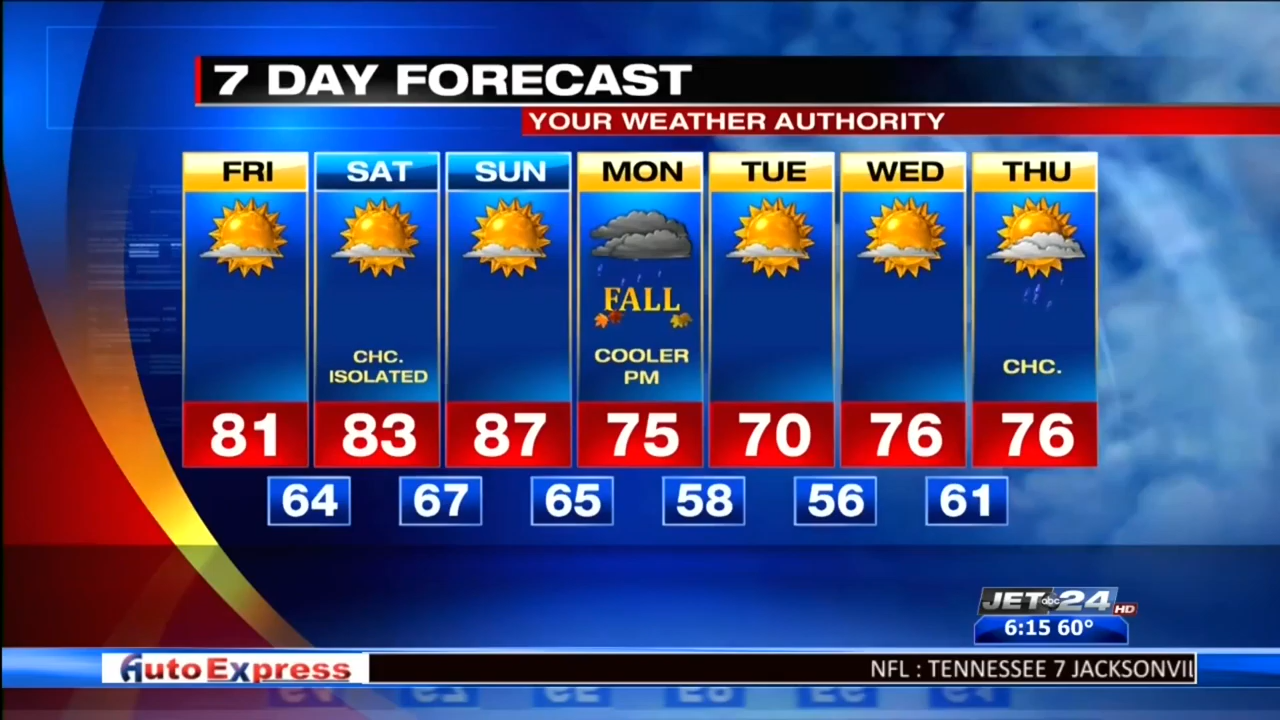 7 DAY FORECAST
YOUR WEATHER AUTHORITY
FRI SAT SUN MON TUE WED THU
FALL
CHC. ISOLATED
COOLER PM
CHC.
81 83 87 75 70 76 76
64 67 65 58 56 61
JET abc 24 HD
6:15 60°
AutoExpress
NFL : TENNESSEE 7 JACKSONVIL